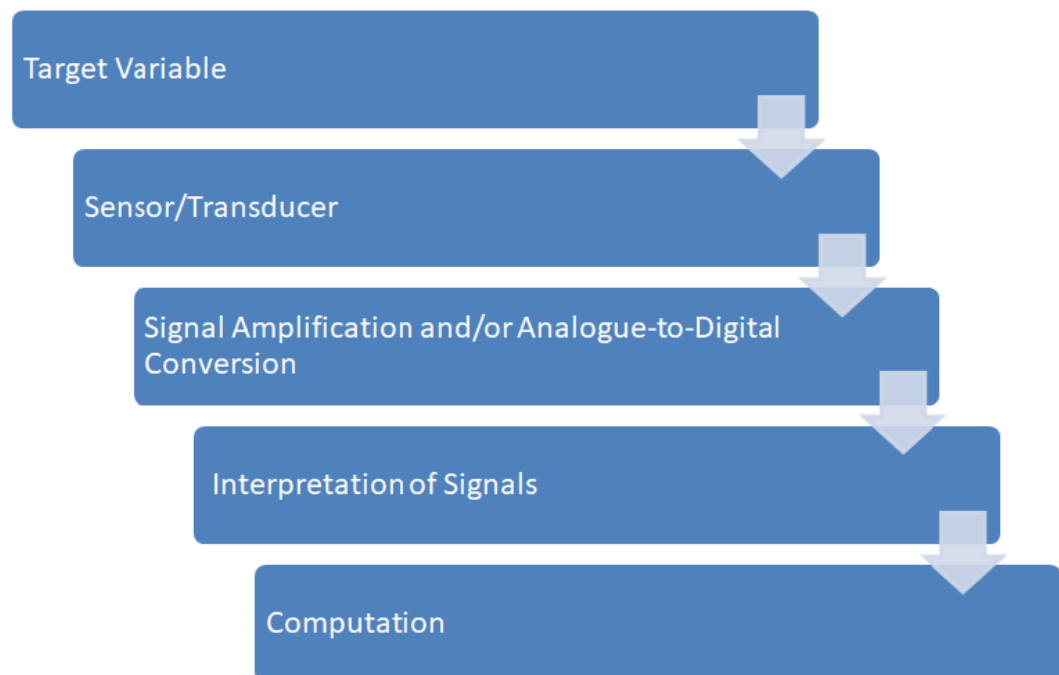 Target Variable
Sensor/Transducer
Signal Amplification and/or Analogue-to-Digital
Conversion
Interpretation of Signals
Computation